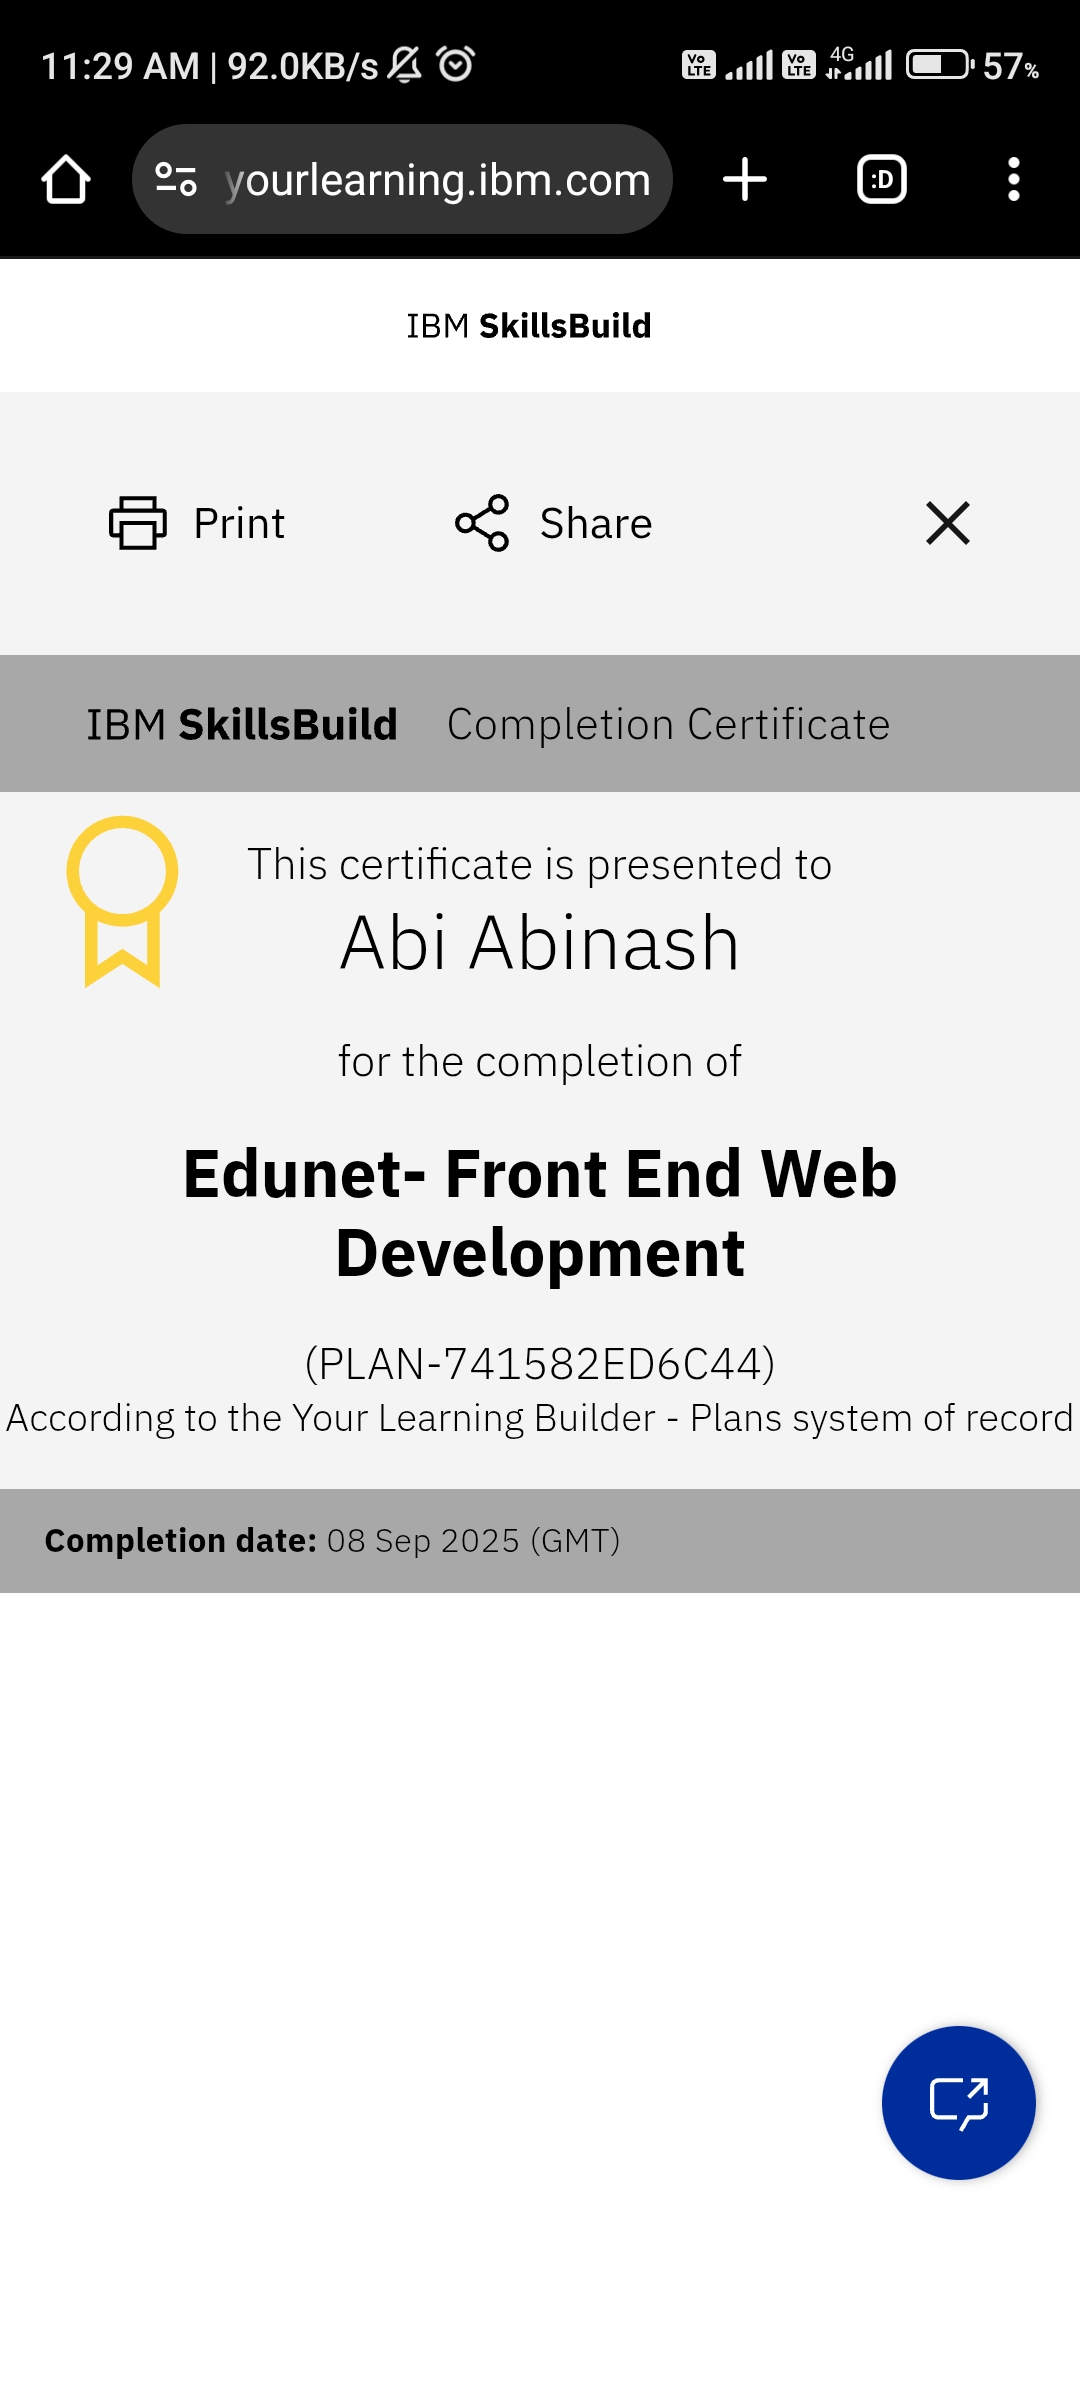 11:29 AM | 92.0KB/s Vo LTE Vo LTE 4G 57%
yourlearning.ibm.com :D
IBM SkillsBuild
Print Share
IBM SkillsBuild Completion Certificate
This certificate is presented to
Abi Abinash
for the completion of
Edunet- Front End Web
Development
(PLAN-741582ED6C44)
According to the Your Learning Builder - Plans system of record
Completion date: 08 Sep 2025 (GMT)